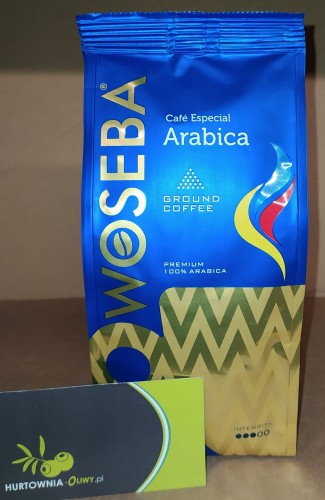 WOSEBA®
Café Especial
Arabica
GROUND
COFFEE
PREMIUM
100% ARABICA
INTENSITY
HURTOWNIA-OLIWY.pl